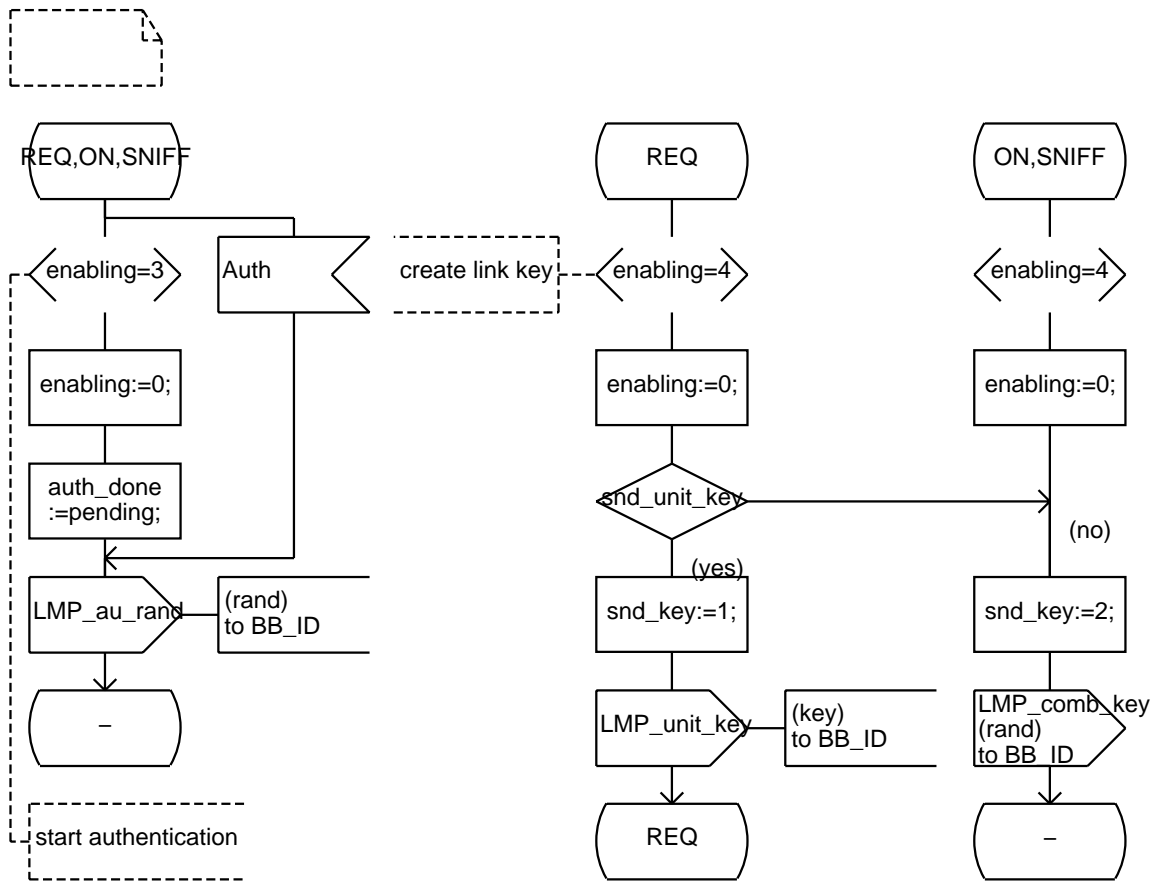 REQ,ON,SNIFF
REQ
ON,SNIFF
enabling=3
Auth
create link key
enabling=4
enabling=4
enabling:=0;
enabling:=0;
enabling:=0;
auth_done
:=pending;
snd_unit_key
(no)
(yes)
LMP_au_rand
(rand)
to BB_ID
snd_key:=1;
snd_key:=2;
–
LMP_unit_key
(key)
to BB_ID
LMP_comb_key
(rand)
to BB_ID
start authentication
REQ
–